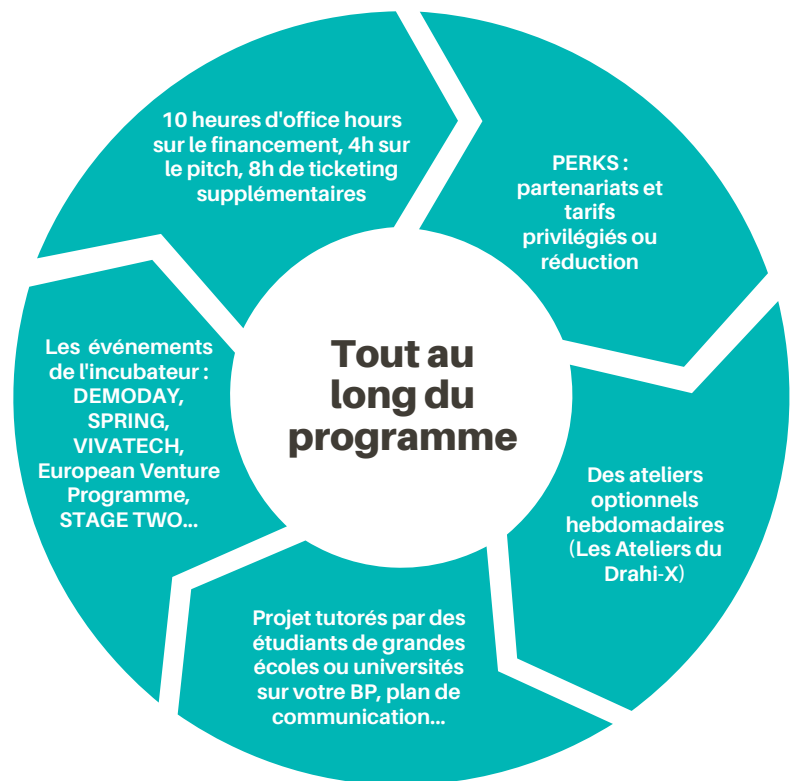 Tout au
long du
programme
10 heures d'office hours
sur le financement, 4h sur
le pitch, 8h de ticketing
supplémentaires
PERKS :
partenariats et
tarifs
privilégiés ou
réduction
Des ateliers
optionnels
hebdomadaires
(Les Ateliers du
Drahi-X)
Projet tutorés par des
étudiants de grandes
écoles ou universités
sur votre BP, plan de
communication...
Les événements
de l'incubateur :
DEMODAY,
SPRING,
VIVATECH,
European Venture
Programme,
STAGE TWO...